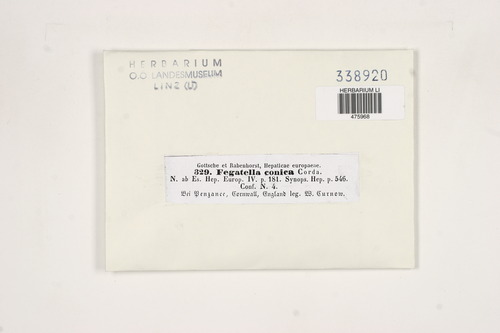 HERBARIUM
O.Ö. LANDESMUSEUM
LINZ (LI)
338920
HERBARIUM LI
475968
Gottsche et Rabenhorst, Hepaticae europaeae.
329. Fegatella conica Corda.
N. ab Es. Hep. Europ. IV. p. 181. Synops. Hep. p. 546.
Conf. N. 4.
Bei Penzance, Cornwall, England leg. W. Curnow.